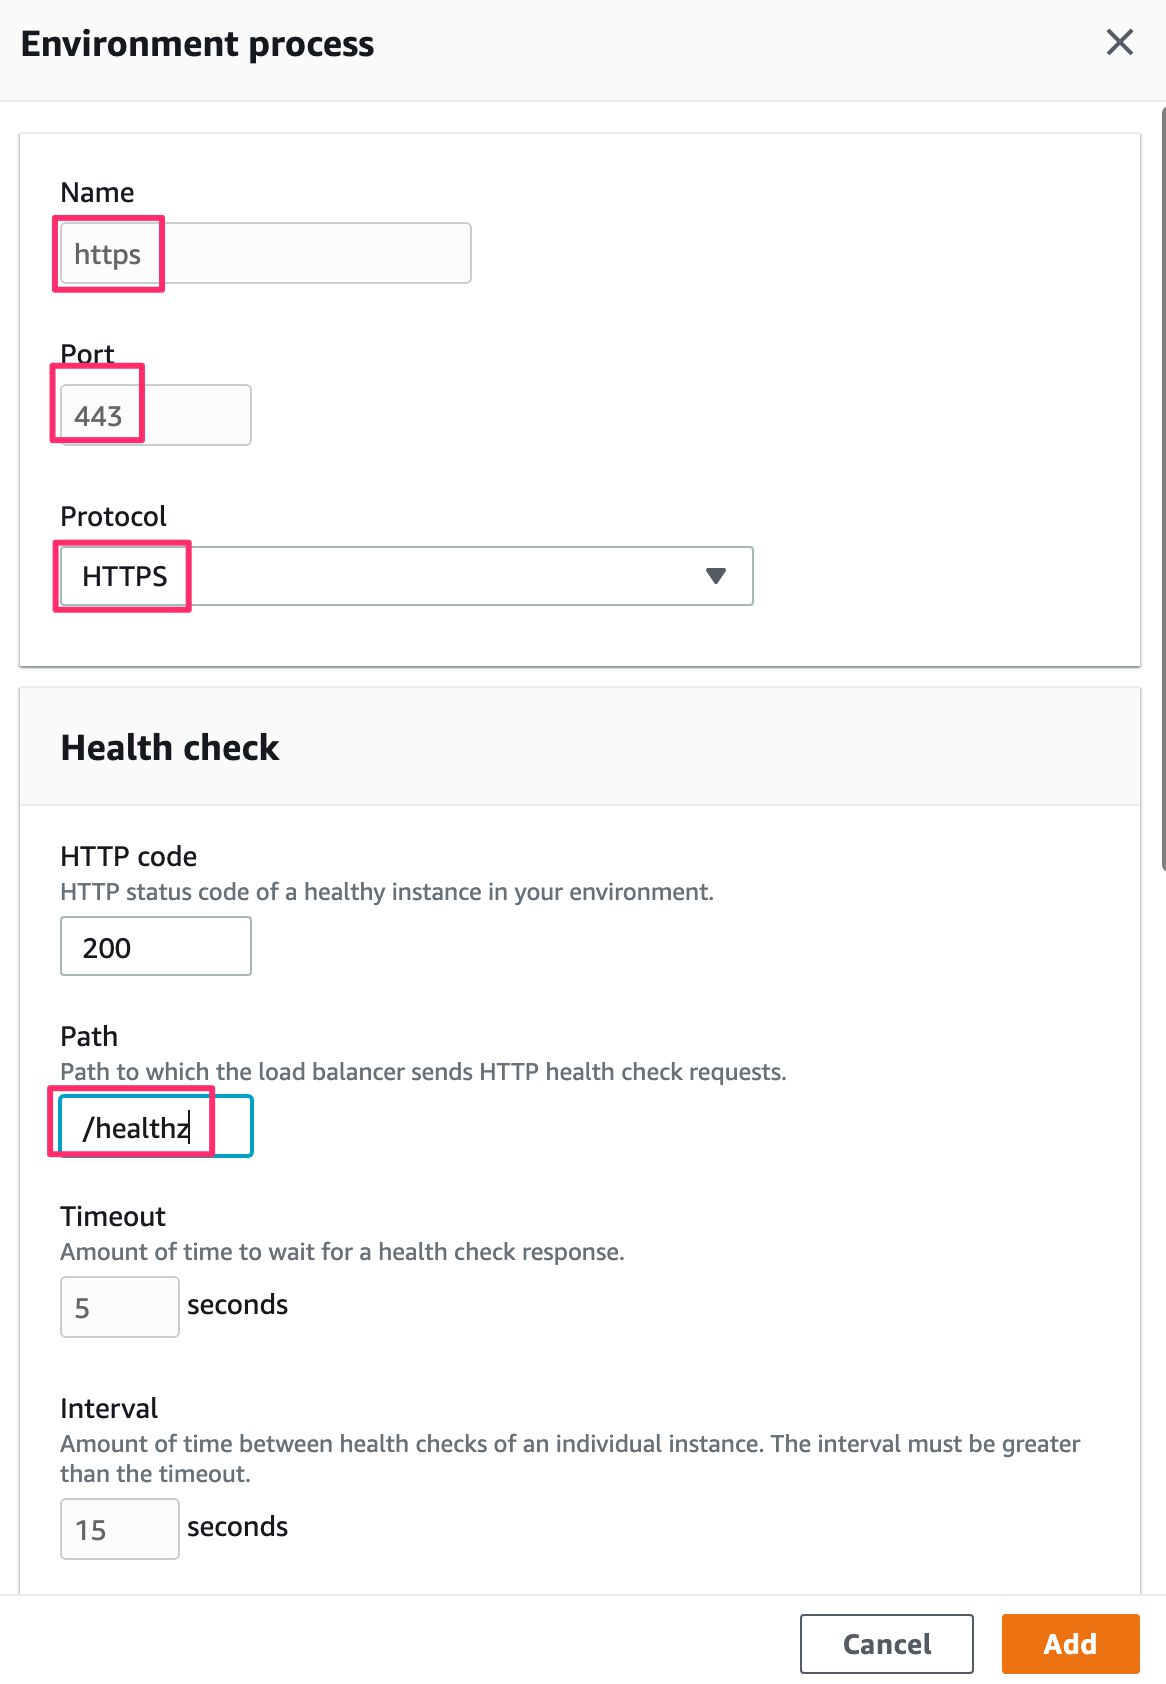 Environment process
Name
https
Port
443
Protocol
HTTPS
Health check
HTTP code
HTTP status code of a healthy instance in your environment.
200
Path
Path to which the load balancer sends HTTP health check requests.
/healthz
Timeout
Amount of time to wait for a health check response.
5 seconds
Interval
Amount of time between health checks of an individual instance. The interval must be greater
than the timeout.
15 seconds
Cancel Add